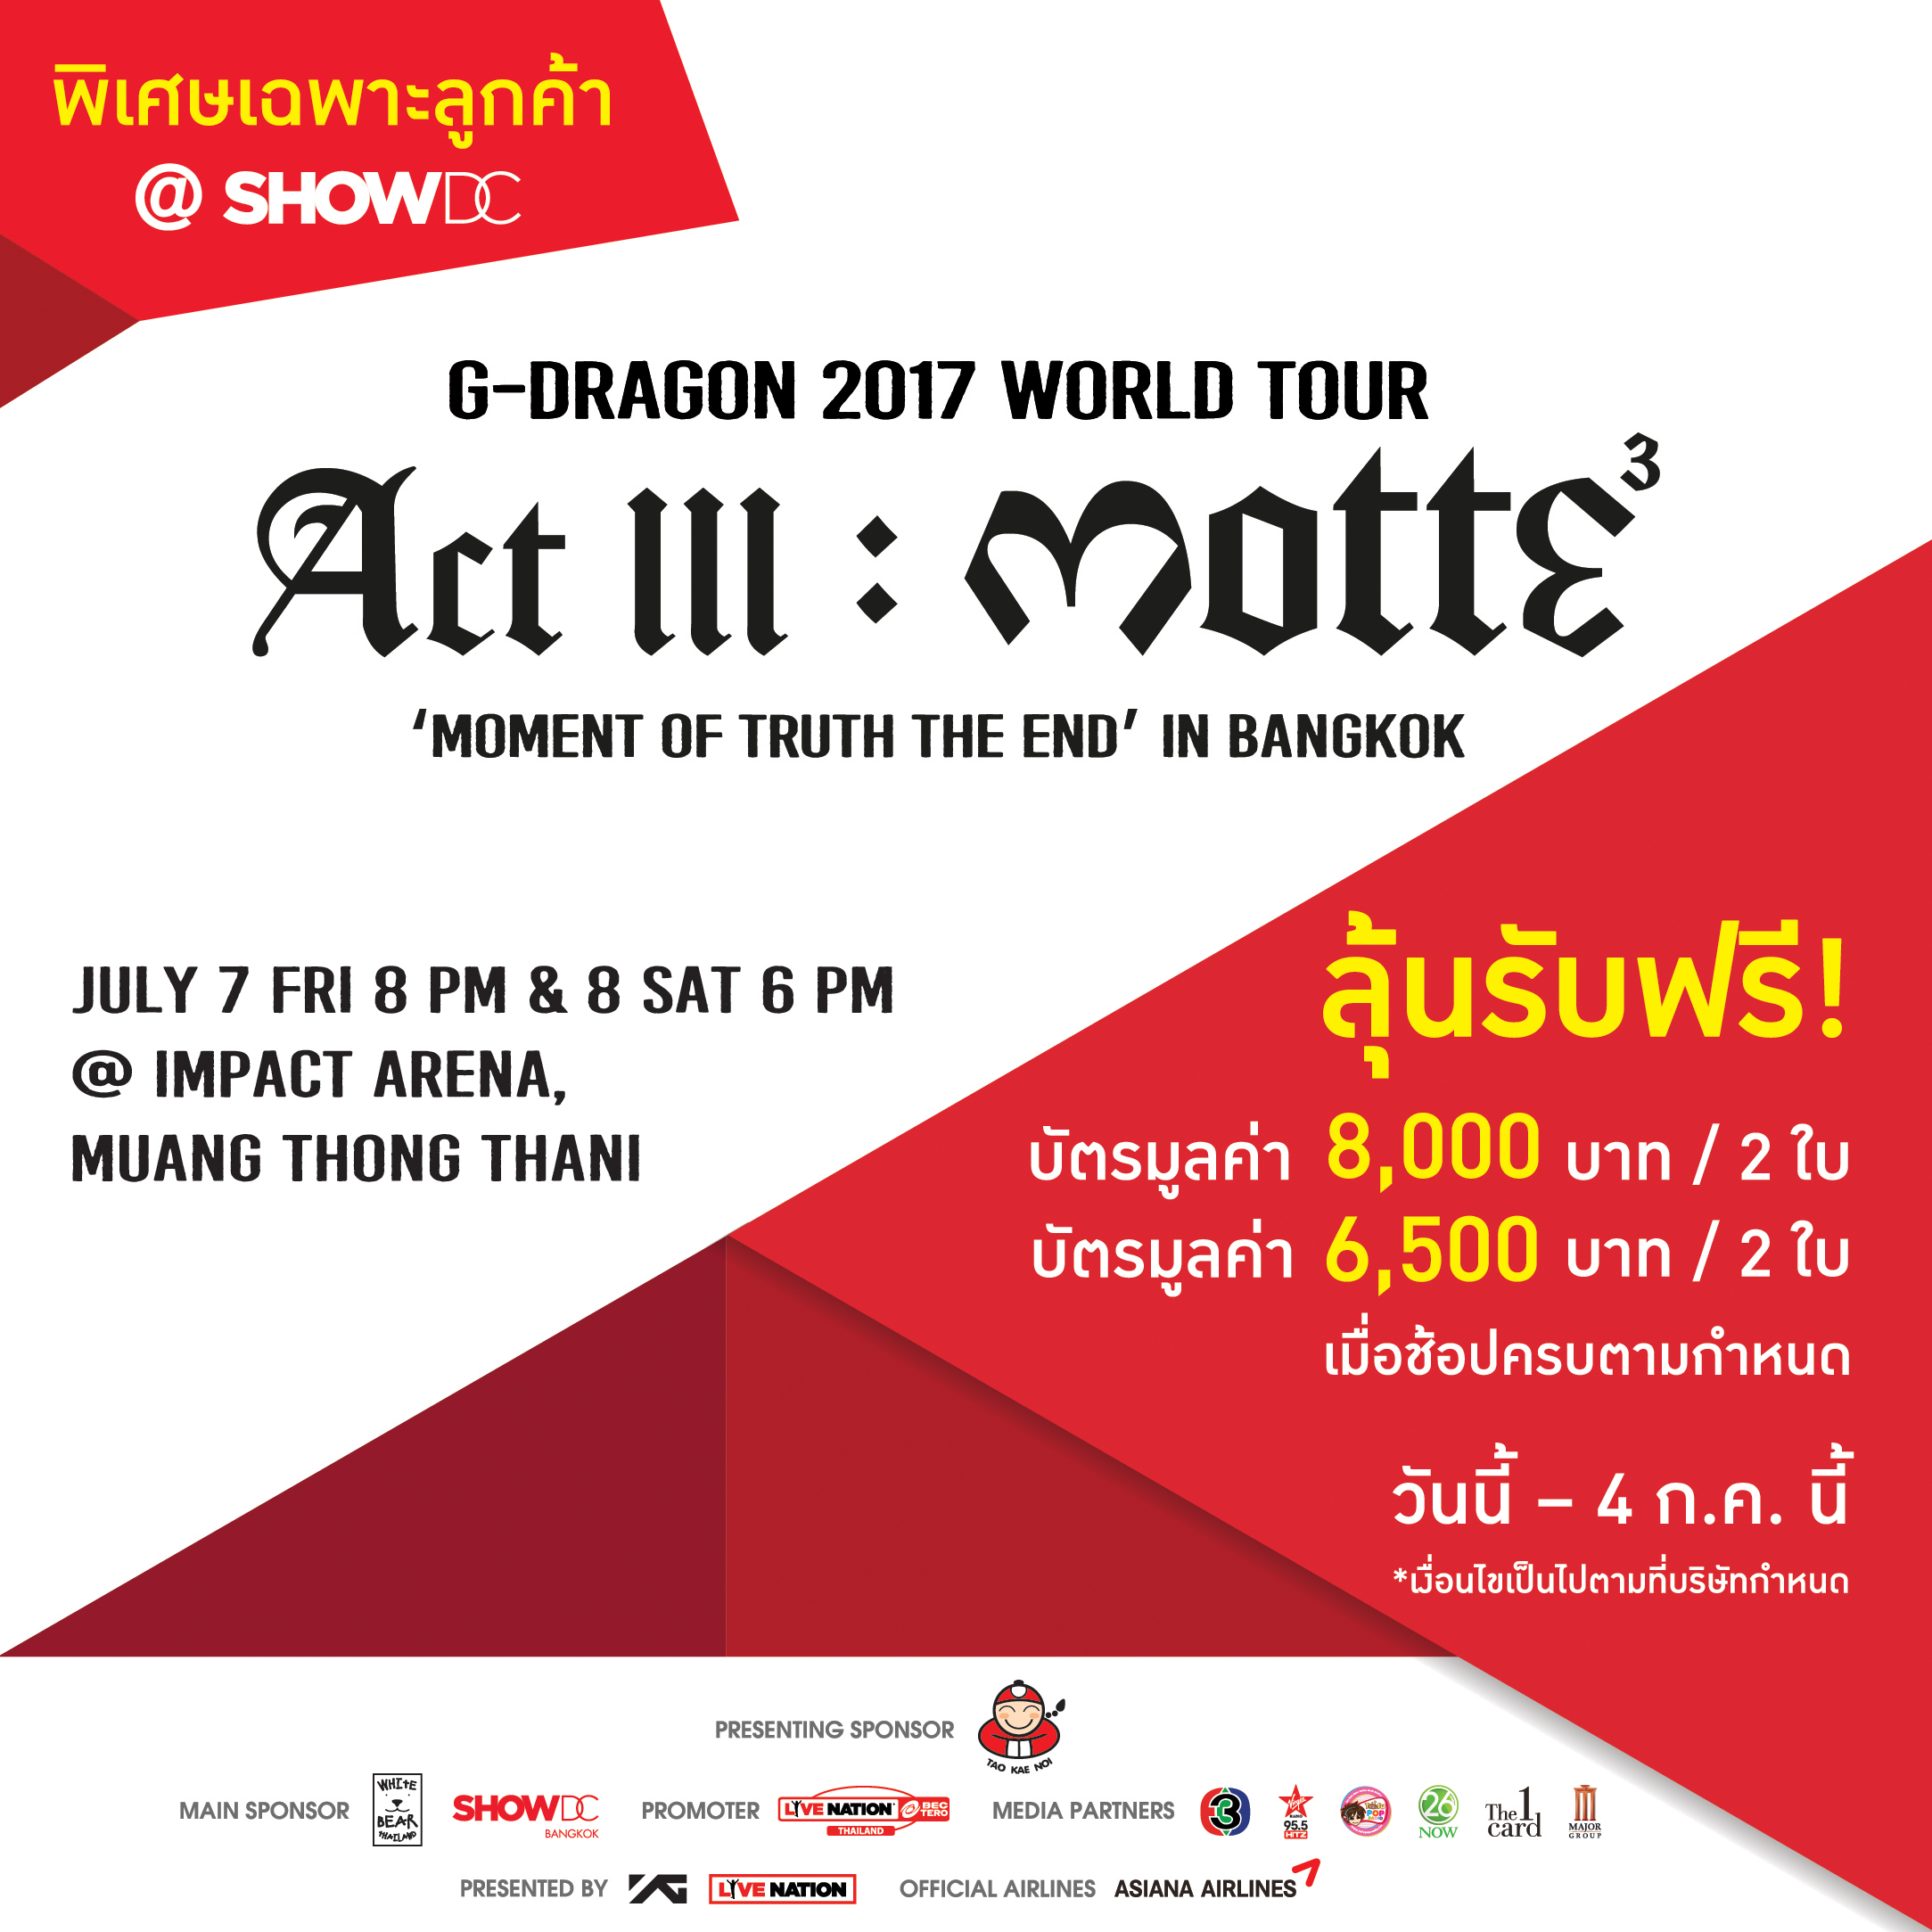 พิเศษเฉพาะลูกค้า
@ SHOWDC
G-DRAGON 2017 WORLD TOUR
Act III : Motte³
‘MOMENT OF TRUTH THE END’ IN BANGKOK
JULY 7 FRI 8 PM & 8 SAT 6 PM
@ IMPACT ARENA,
MUANG THONG THANI
ลุ้นรับฟรี!
บัตรมูลค่า 8,000 บาท / 2 ใบ
บัตรมูลค่า 6,500 บาท / 2 ใบ
เมื่อช้อปครบตามกำหนด
วันนี้ – 4 ก.ค. นี้
*เงื่อนไขเป็นไปตามที่บริษัทกำหนด
PRESENTING SPONSOR TAO KAE NOI
MAIN SPONSOR WHITE BEAR THAILAND SHOWDC BANGKOK PROMOTER LIVE NATION BEC TERO THAILAND MEDIA PARTNERS 3 Virgin 95.5 HITZ POP 26 NOW The 1 card MAJOR GROUP
PRESENTED BY YG LIVE NATION OFFICIAL AIRLINES ASIANA AIRLINES